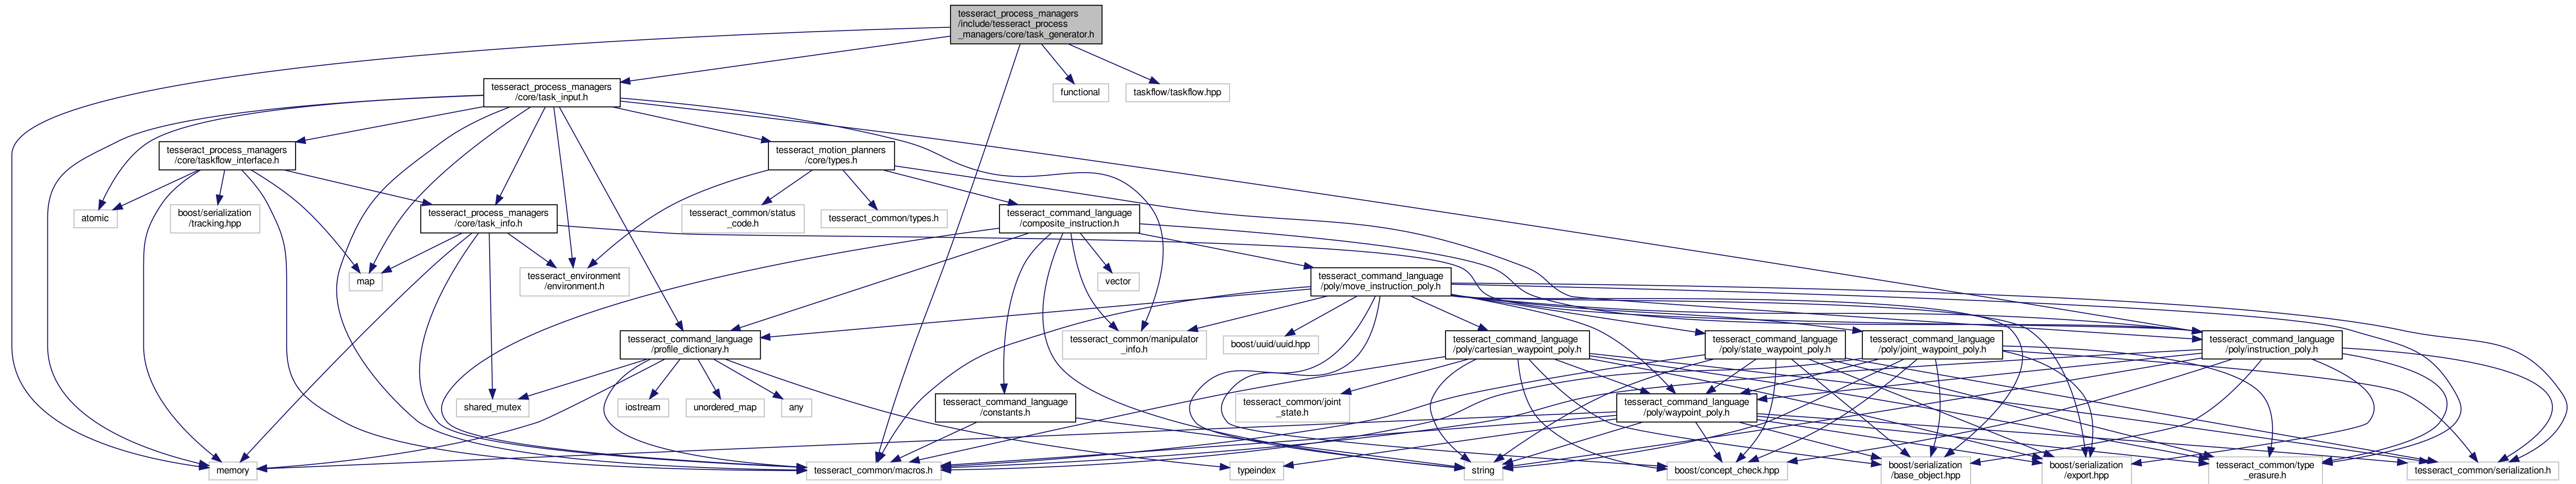 tesseract_process_managers
/include/tesseract_process
_managers/core/task_generator.h
tesseract_process_managers
/core/task_input.h
functional
taskflow/taskflow.hpp
tesseract_process_managers
/core/taskflow_interface.h
tesseract_motion_planners
/core/types.h
atomic
boost/serialization
/tracking.hpp
tesseract_process_managers
/core/task_info.h
tesseract_common/status
_code.h
tesseract_common/types.h
tesseract_command_language
/composite_instruction.h
map
tesseract_environment
/environment.h
vector
tesseract_command_language
/poly/move_instruction_poly.h
tesseract_command_language
/profile_dictionary.h
tesseract_common/manipulator
_info.h
boost/uuid/uuid.hpp
tesseract_command_language
/poly/cartesian_waypoint_poly.h
tesseract_command_language
/poly/state_waypoint_poly.h
tesseract_command_language
/poly/joint_waypoint_poly.h
tesseract_command_language
/poly/instruction_poly.h
shared_mutex
iostream
unordered_map
any
tesseract_command_language
/constants.h
tesseract_common/joint
_state.h
tesseract_command_language
/poly/waypoint_poly.h
memory
tesseract_common/macros.h
typeindex
string
boost/concept_check.hpp
boost/serialization
/base_object.hpp
boost/serialization
/export.hpp
tesseract_common/type
_erasure.h
tesseract_common/serialization.h